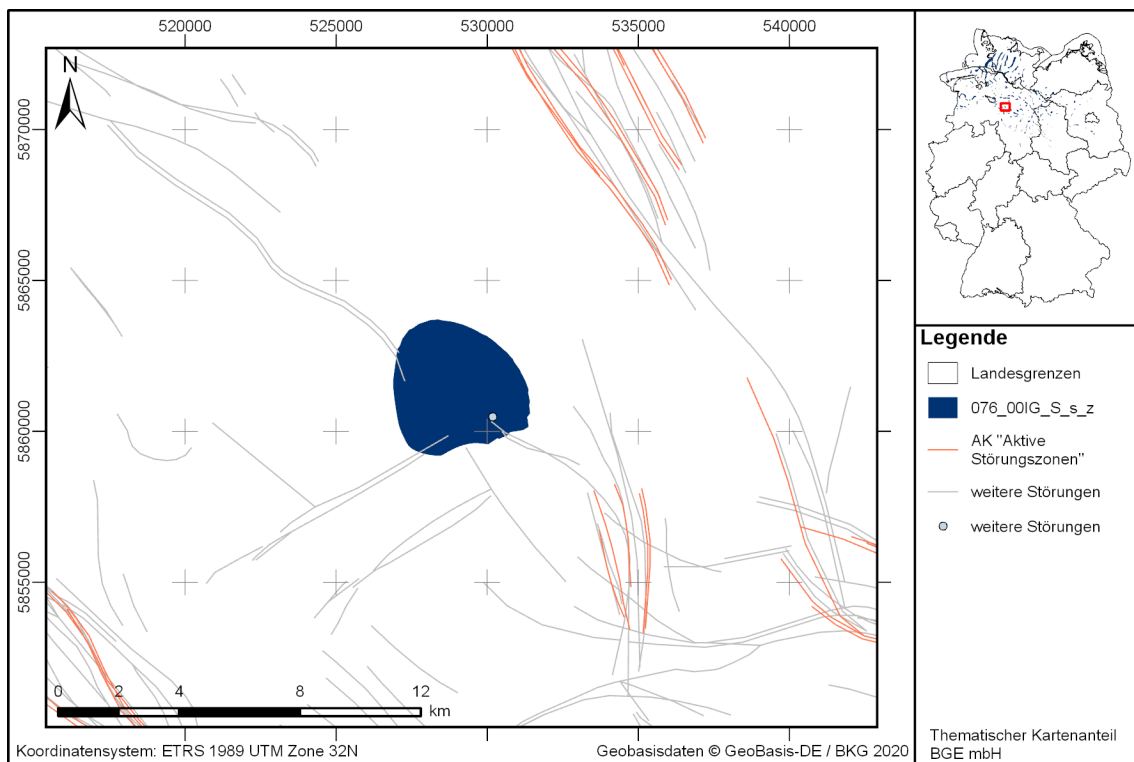 520000
525000
530000
535000
540000
N
5870000
5865000
5860000
5855000
0
2
4
8
12
km
Koordinatensystem: ETRS 1989 UTM Zone 32N
Geobasisdaten © GeoBasis-DE / BKG 2020
Legende
Landesgrenzen
076_00IG_S_s_z
AK "Aktive
Störungszonen"
weitere Störungen
weitere Störungen
Thematischer Kartenanteil
BGE mbH